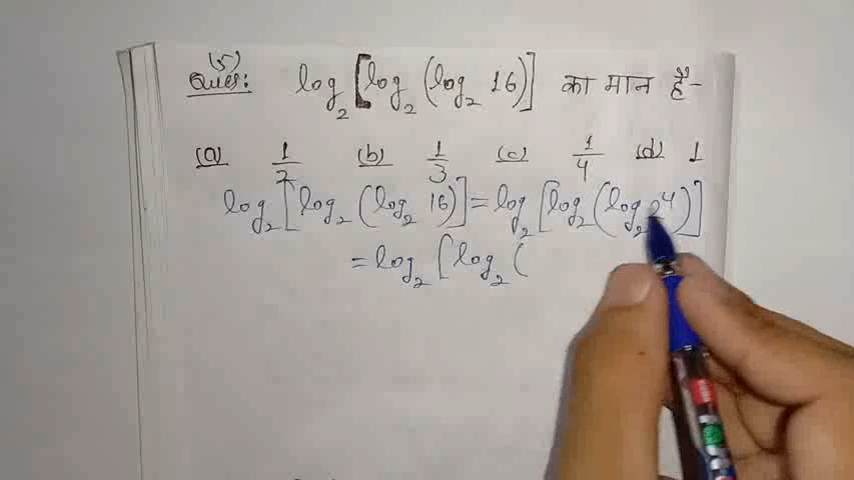 (5)
Ques: log₂ [log₂ (log₂ 16)] का मान है-
(a) 1/2 (b) 1/3 (c) 1/4 (d) 1
log₂ [log₂ (log₂ 16)] = log₂ [log₂ (log₂ 2⁴)]
= log₂ [log₂ (